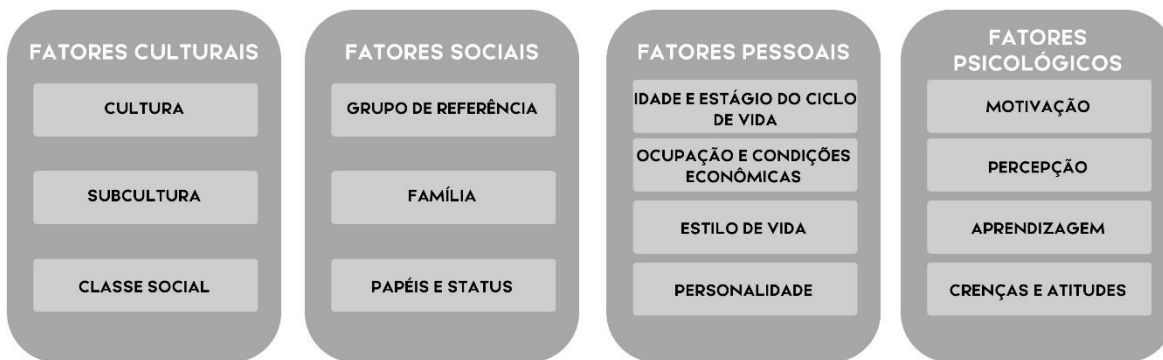 FATORES CULTURAIS
CULTURA
SUBCULTURA
CLASSE SOCIAL
FATORES SOCIAIS
GRUPO DE REFERÊNCIA
FAMÍLIA
PAPÉIS E STATUS
FATORES PESSOAIS
IDADE E ESTÁGIO DO CICLO
DE VIDA
OCUPAÇÃO E CONDIÇÕES
ECONÔMICAS
ESTILO DE VIDA
PERSONALIDADE
FATORES
PSICOLÓGICOS
MOTIVAÇÃO
PERCEPÇÃO
APRENDIZAGEM
CRENÇAS E ATITUDES